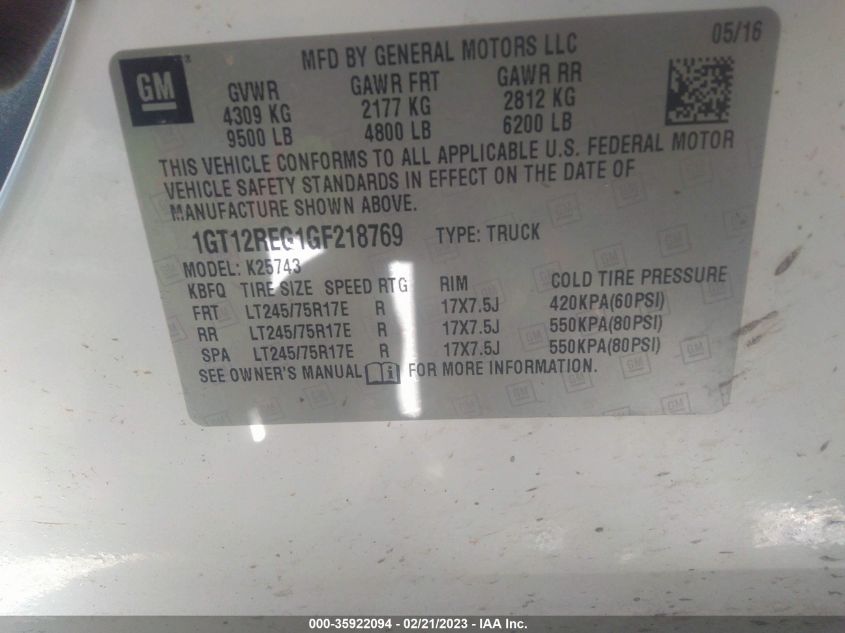 MFD BY GENERAL MOTORS LLC 05/16
GM
GVWR GAWR FRT GAWR RR
4309 KG 2177 KG 2812 KG
9500 LB 4800 LB 6200 LB
THIS VEHICLE CONFORMS TO ALL APPLICABLE U.S. FEDERAL MOTOR
VEHICLE SAFETY STANDARDS IN EFFECT ON THE DATE OF
MANUFACTURE SHOWN ABOVE.
1GT12REG1GF218769 TYPE: TRUCK
MODEL: K25743
KBFQ TIRE SIZE SPEED RTG RIM COLD TIRE PRESSURE
FRT LT245/75R17E R 17X7.5J 420KPA(60PSI)
RR LT245/75R17E R 17X7.5J 550KPA(80PSI)
SPA LT245/75R17E R 17X7.5J 550KPA(80PSI)
SEE OWNER'S MANUAL FOR MORE INFORMATION.
000-35922094 - 02/21/2023 - IAA Inc.